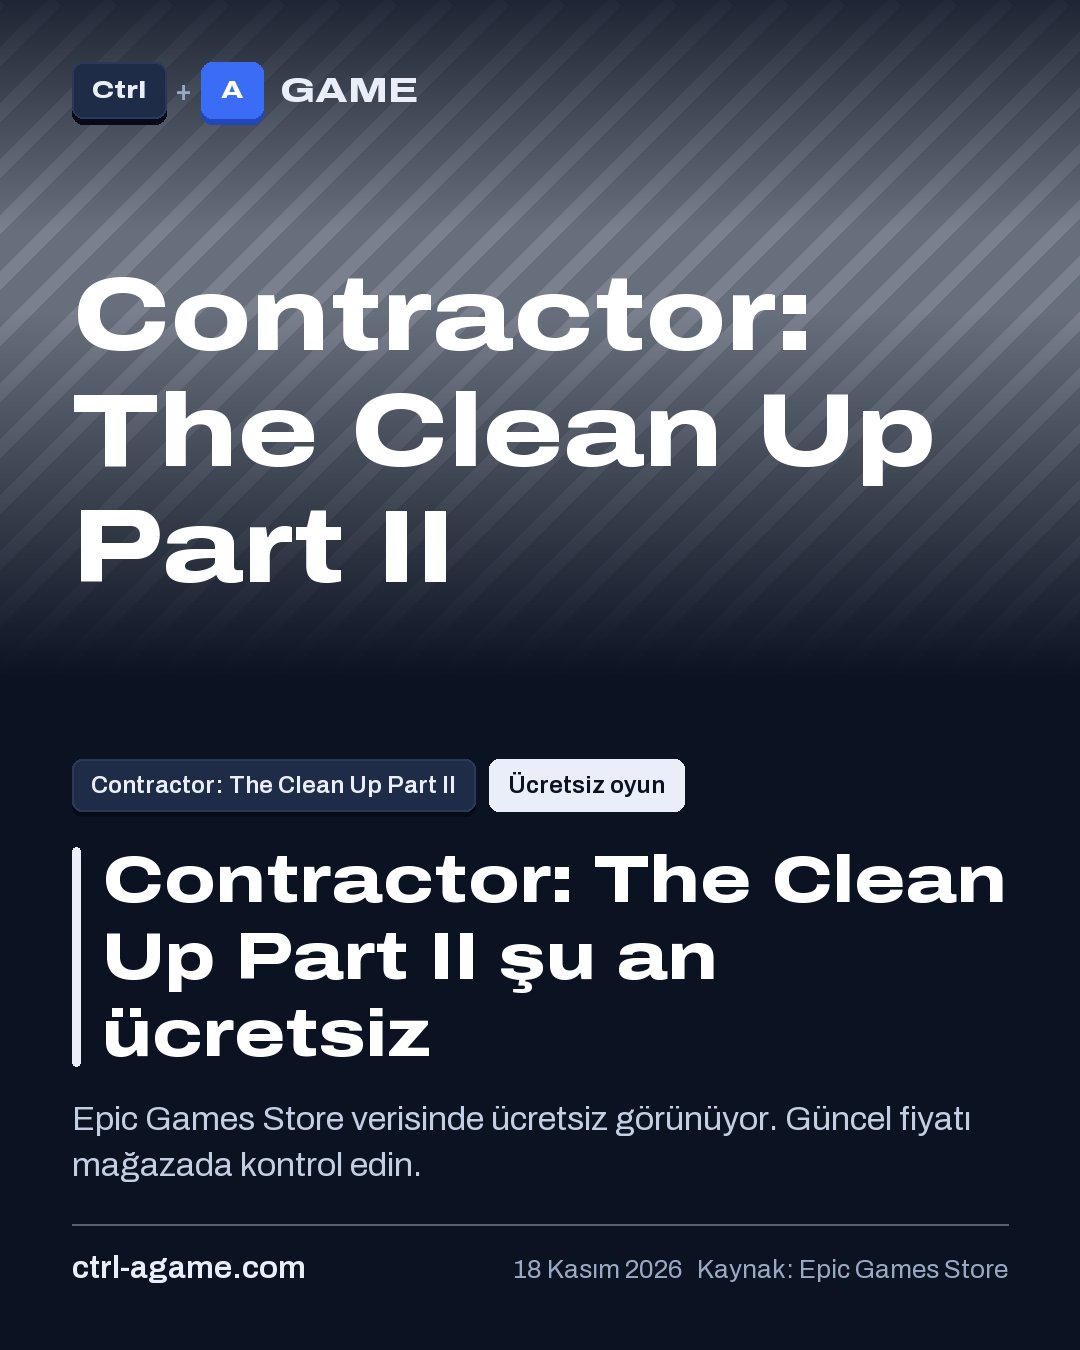 Ctrl + A GAME
Contractor:
The Clean Up
Part II
Contractor: The Clean Up Part II Ücretsiz oyun
Contractor: The Clean
Up Part II şu an
ücretsiz
Epic Games Store verisinde ücretsiz görünüyor. Güncel fiyatı
mağazada kontrol edin.
ctrl-agame.com 18 Kasım 2026 Kaynak: Epic Games Store